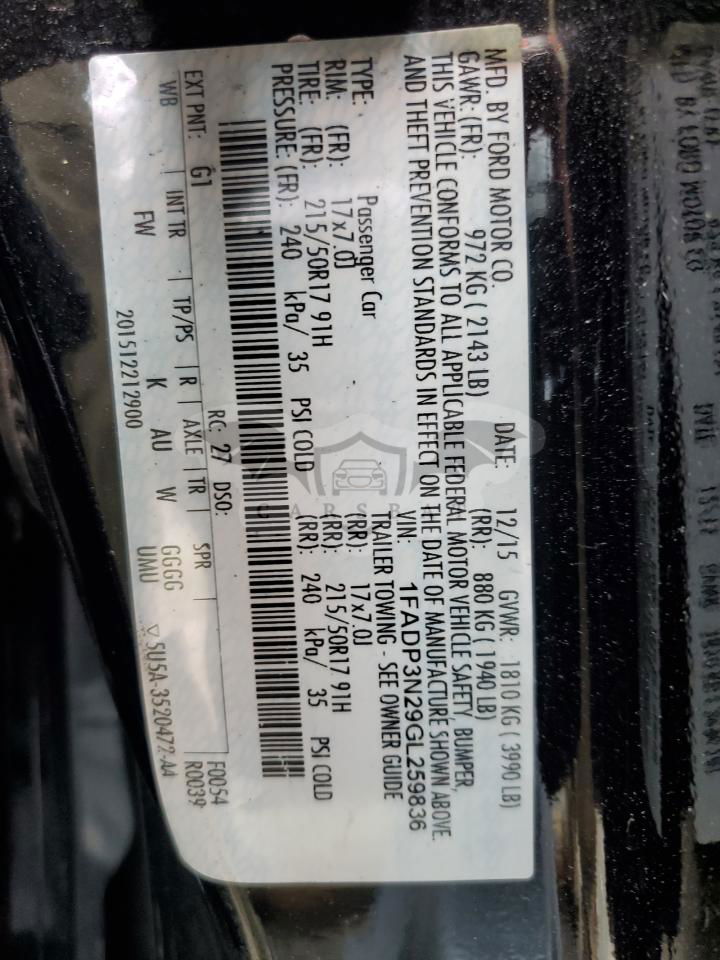 MFD. BY FORD MOTOR CO.
DATE: 12/15 GVWR: 1810 KG ( 3990 LB)
GAWR: (FR): 972 KG ( 2143 LB) (RR): 880 KG ( 1940 LB)
THIS VEHICLE CONFORMS TO ALL APPLICABLE FEDERAL MOTOR VEHICLE SAFETY, BUMPER,
AND THEFT PREVENTION STANDARDS IN EFFECT ON THE DATE OF MANUFACTURE SHOWN ABOVE.
VIN: 1FADP3N29GL259836
TYPE: Passenger Car TRAILER TOWING - SEE OWNER GUIDE
RIM: (FR): 17x7.0J (RR): 17x7.0J
TIRE: (FR): 215/50R17 91H (RR): 215/50R17 91H
PRESSURE: (FR): 240 kPa/ 35 PSI COLD (RR): 240 kPa/ 35 PSI COLD
EXT PNT: G1 RC: 27 DSO: F0054
WB INT TR TP/PS R AXLE TR SPR R0039
FW K AU W GGGG
201512212900 UMU ▽ 5U5A-3520472-A4